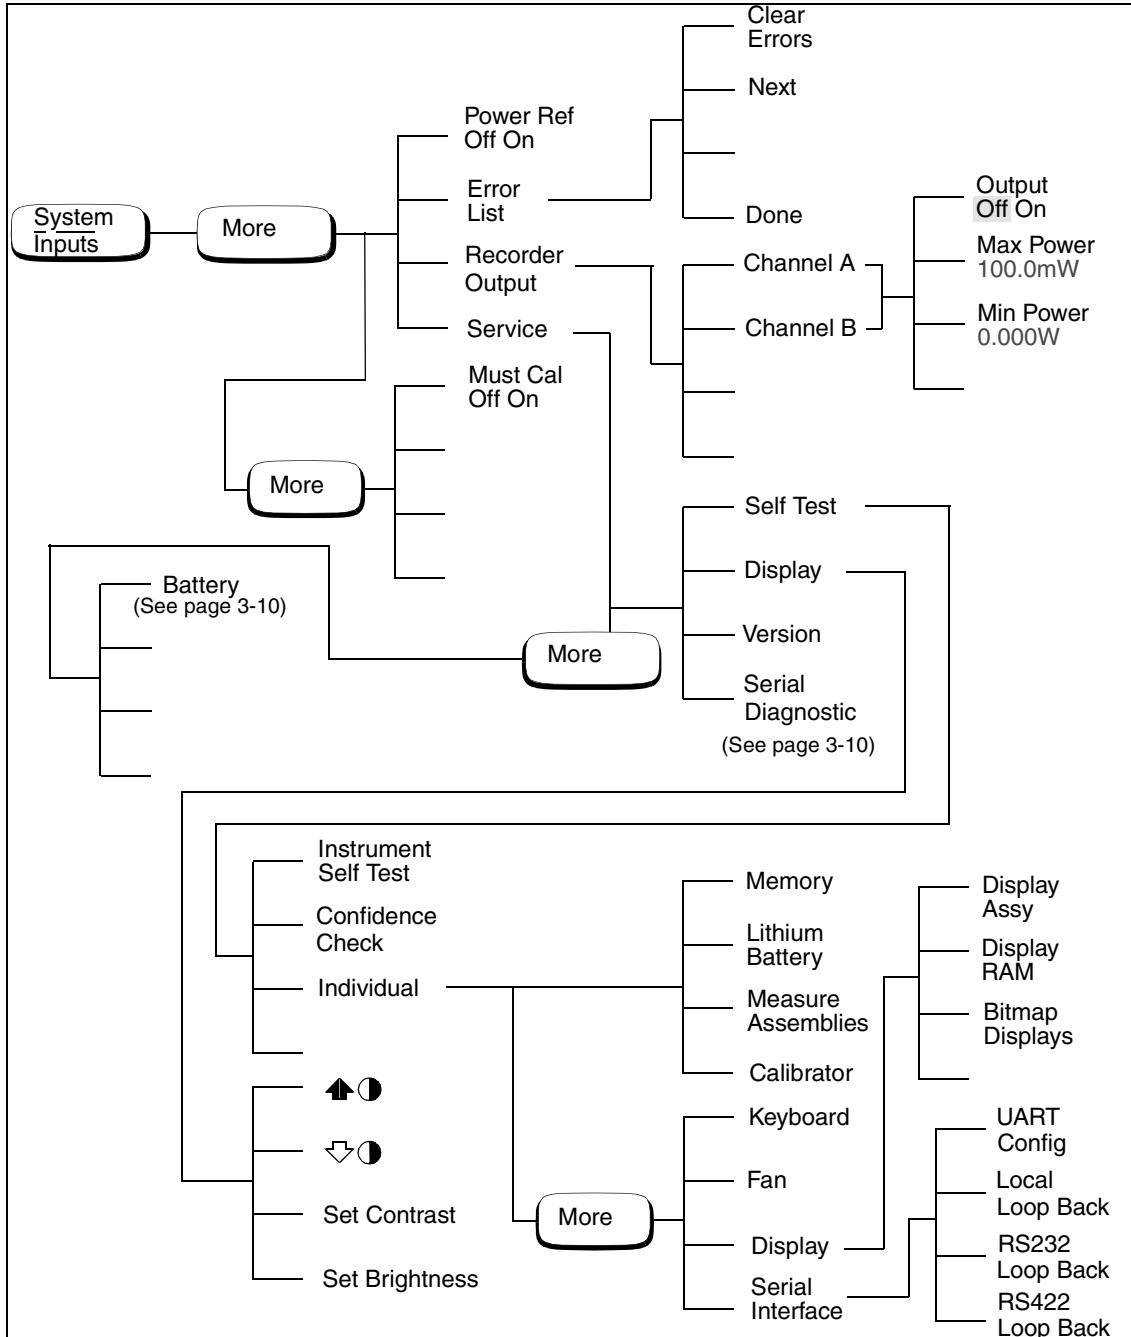 Clear
Errors
Next
Done
Power Ref
Off On
Error
List
Recorder
Output
Service
System
Inputs
More
Channel A
Channel B
Output
Off On
Max Power
100.0mW
Min Power
0.000W
Must Cal
Off On
More
Self Test
Display
Version
Serial
Diagnostic
(See page 3-10)
More
Battery
(See page 3-10)
Instrument
Self Test
Confidence
Check
Individual
Set Contrast
Set Brightness
Memory
Lithium
Battery
Measure
Assemblies
Calibrator
More
Keyboard
Fan
Display
Serial
Interface
Display
Assy
Display
RAM
Bitmap
Displays
UART
Config
Local
Loop Back
RS232
Loop Back
RS422
Loop Back